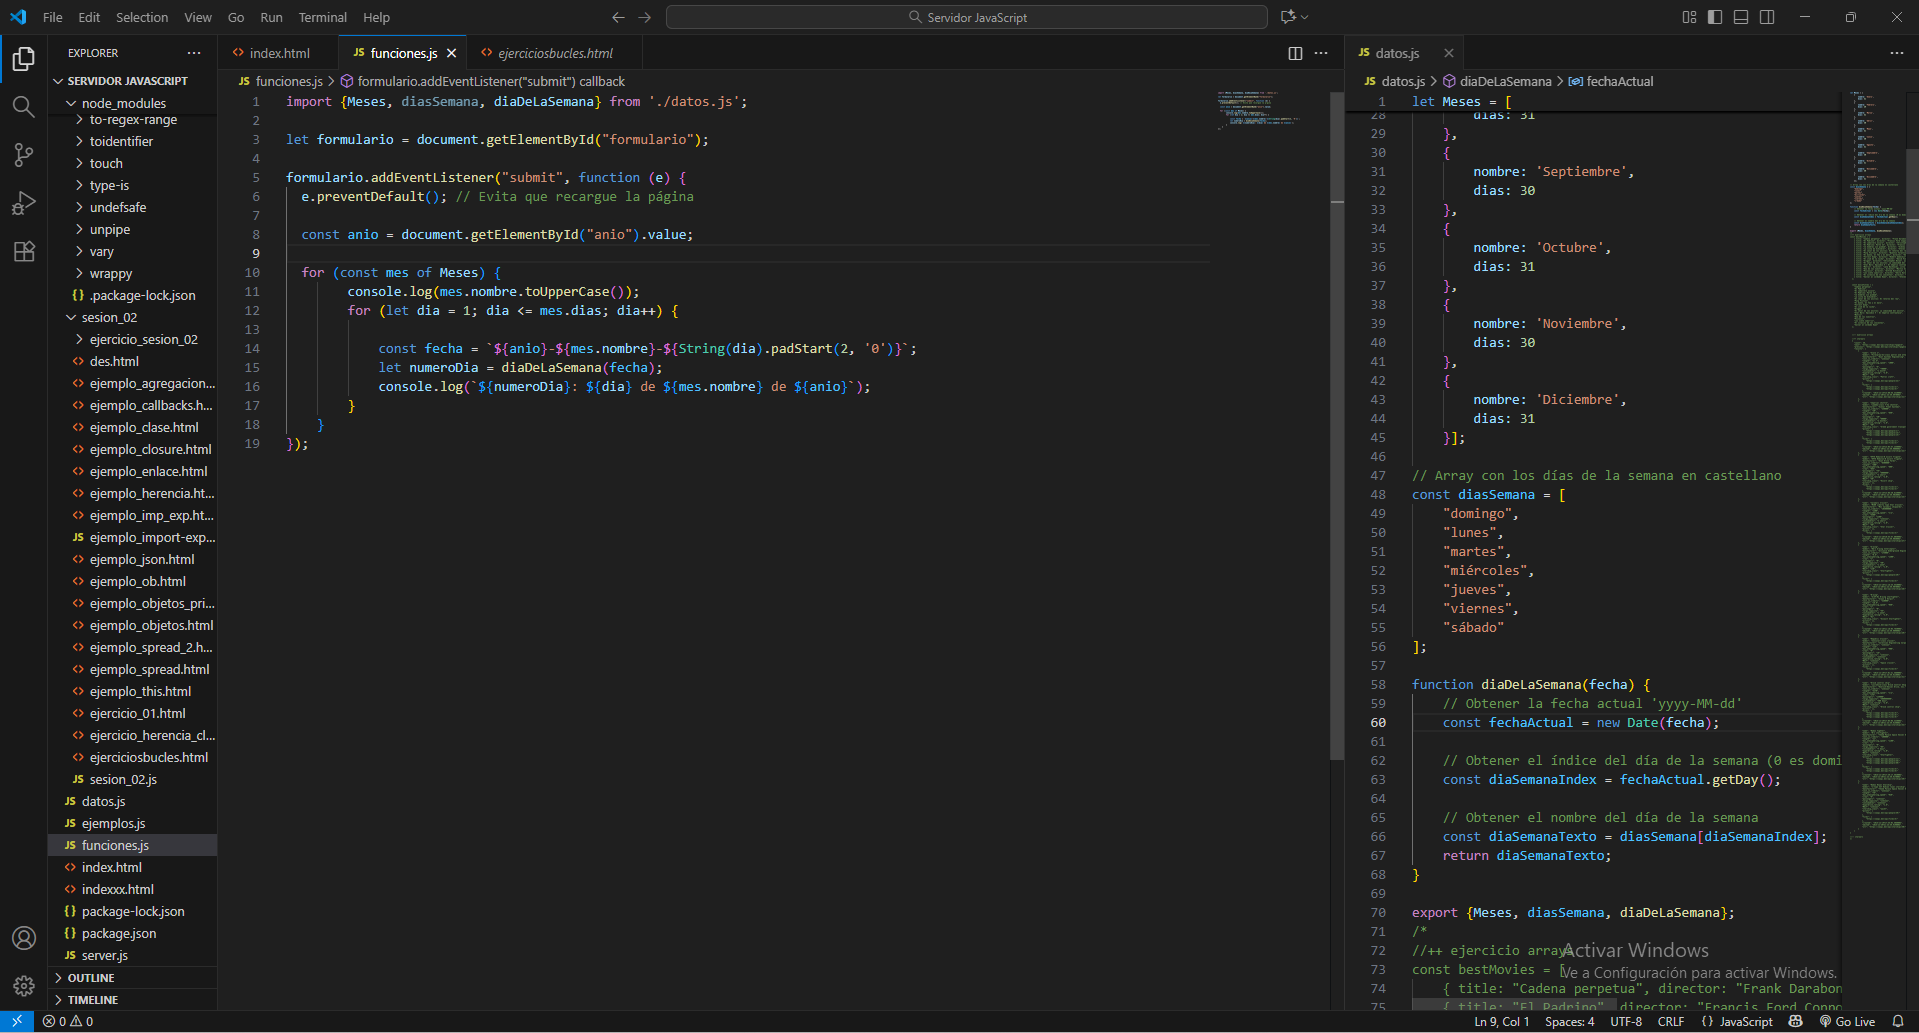 File Edit Selection View Go Run Terminal Help
Servidor JavaScript
EXPLORER
SERVIDOR JAVASCRIPT
node_modules
to-regex-range
toidentifier
touch
type-is
undefsafe
unpipe
vary
wrappy
{} .package-lock.json
sesion_02
ejercicio_sesion_02
des.html
ejemplo_agregacion...
ejemplo_callbacks.h...
ejemplo_clase.html
ejemplo_closure.html
ejemplo_enlace.html
ejemplo_herencia.ht...
ejemplo_imp_exp.ht...
JS ejemplo_import-exp...
ejemplo_json.html
ejemplo_ob.html
ejemplo_objetos_pri...
ejemplo_objetos.html
ejemplo_spread_2.h...
ejemplo_spread.html
ejemplo_this.html
ejercicio_01.html
ejercicio_herencia_cl...
ejerciciosbucles.html
JS sesion_02.js
JS datos.js
JS ejemplos.js
JS funciones.js
index.html
indexxx.html
{} package-lock.json
{} package.json
JS server.js
OUTLINE
TIMELINE
index.html
JS funciones.js
ejerciciosbucles.html
JS funciones.js > formulario.addEventListener("submit") callback
1 import {Meses, diasSemana, diaDeLaSemana} from './datos.js';
2
3 let formulario = document.getElementById("formulario");
4
5 formulario.addEventListener("submit", function (e) {
6 e.preventDefault(); // Evita que recargue la página
7
8 const anio = document.getElementById("anio").value;
9
10 for (const mes of Meses) {
11 console.log(mes.nombre.toUpperCase());
12 for (let dia = 1; dia <= mes.dias; dia++) {
13
14 const fecha = `${anio}-${mes.nombre}-${String(dia).padStart(2, '0')}`;
15 let numeroDia = diaDeLaSemana(fecha);
16 console.log(`${numeroDia}: ${dia} de ${mes.nombre} de ${anio}`);
17 }
18 }
19 });
JS datos.js
JS datos.js > diaDeLaSemana > fechaActual
1 let Meses = [
28 dias: 31
29 },
30 {
31 nombre: 'Septiembre',
32 dias: 30
33 },
34 {
35 nombre: 'Octubre',
36 dias: 31
37 },
38 {
39 nombre: 'Noviembre',
40 dias: 30
41 },
42 {
43 nombre: 'Diciembre',
44 dias: 31
45 }];
46
47 // Array con los días de la semana en castellano
48 const diasSemana = [
49 "domingo",
50 "lunes",
51 "martes",
52 "miércoles",
53 "jueves",
54 "viernes",
55 "sábado"
56 ];
57
58 function diaDeLaSemana(fecha) {
59 // Obtener la fecha actual 'yyyy-MM-dd'
60 const fechaActual = new Date(fecha);
61
62 // Obtener el índice del día de la semana (0 es domi
63 const diaSemanaIndex = fechaActual.getDay();
64
65 // Obtener el nombre del día de la semana
66 const diaSemanaTexto = diasSemana[diaSemanaIndex];
67 return diaSemanaTexto;
68 }
69
70 export {Meses, diasSemana, diaDeLaSemana};
71 /*
72 //++ ejercicio arrays
73 const bestMovies = [
74 { title: "Cadena perpetua", director: "Frank Darabon
75 { title: "El Padrino", director: "Francis Ford Coppo
Activar Windows
Ve a Configuración para activar Windows.
0 0
Ln 9, Col 1 Spaces: 4 UTF-8 CRLF {} JavaScript Go Live